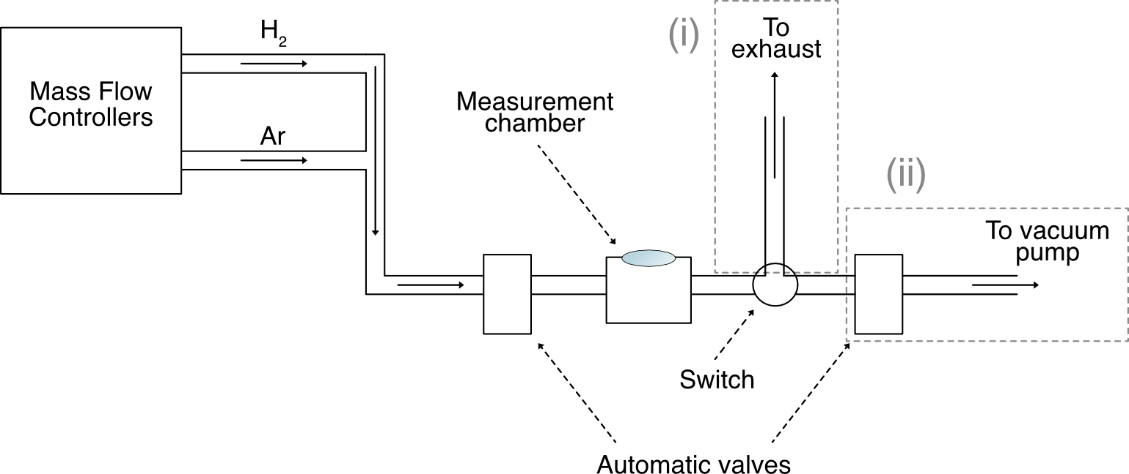 H2
Mass Flow
Controllers
Ar
Measurement
chamber
(i)
To
exhaust
(ii)
To vacuum
pump
Switch
Automatic valves